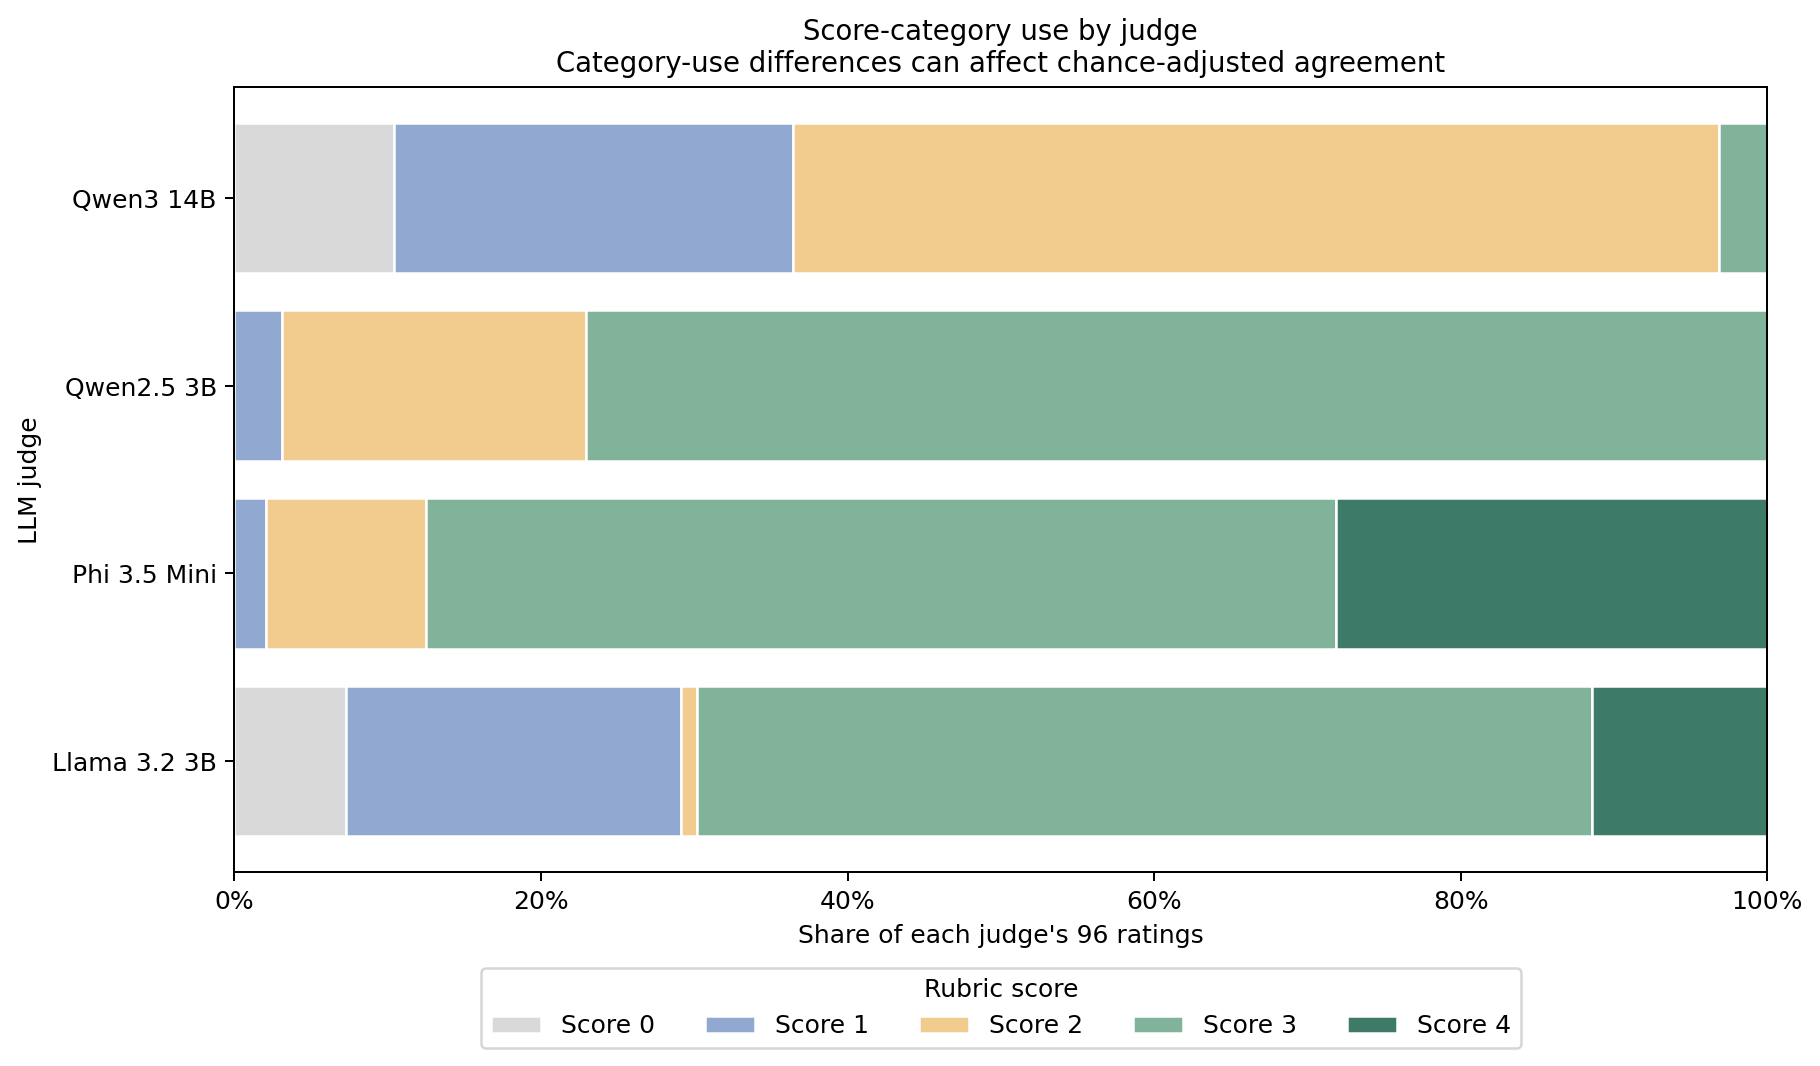 Score-category use by judge
Category-use differences can affect chance-adjusted agreement
LLM judge
Qwen3 14B
Qwen2.5 3B
Phi 3.5 Mini
Llama 3.2 3B
0% 20% 40% 60% 80% 100%
Share of each judge's 96 ratings
Rubric score
Score 0 Score 1 Score 2 Score 3 Score 4